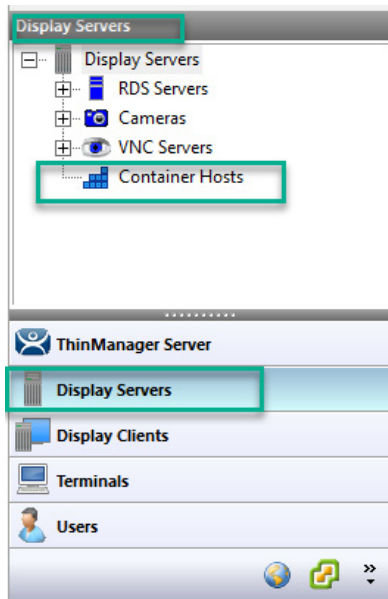 Display Servers
Display Servers
RDS Servers
Cameras
VNC Servers
Container Hosts
ThinManager Server
Display Servers
Display Clients
Terminals
Users